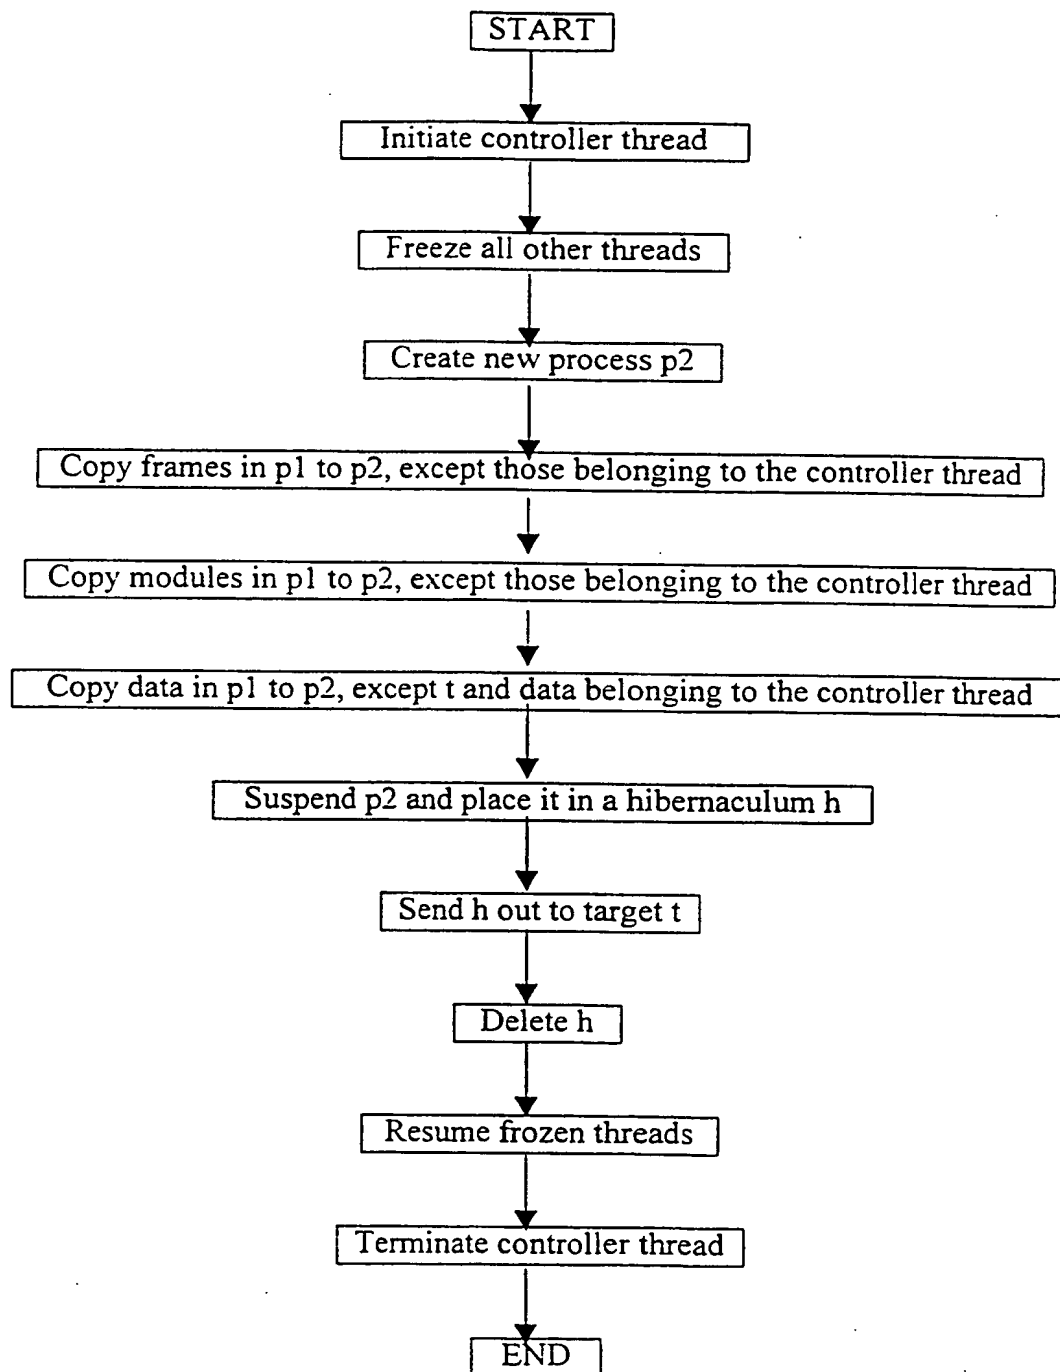 START
Initiate controller thread
Freeze all other threads
Create new process p2
Copy frames in p1 to p2, except those belonging to the controller thread
Copy modules in p1 to p2, except those belonging to the controller thread
Copy data in p1 to p2, except t and data belonging to the controller thread
Suspend p2 and place it in a hibernaculum h
Send h out to target t
Delete h
Resume frozen threads
Terminate controller thread
END